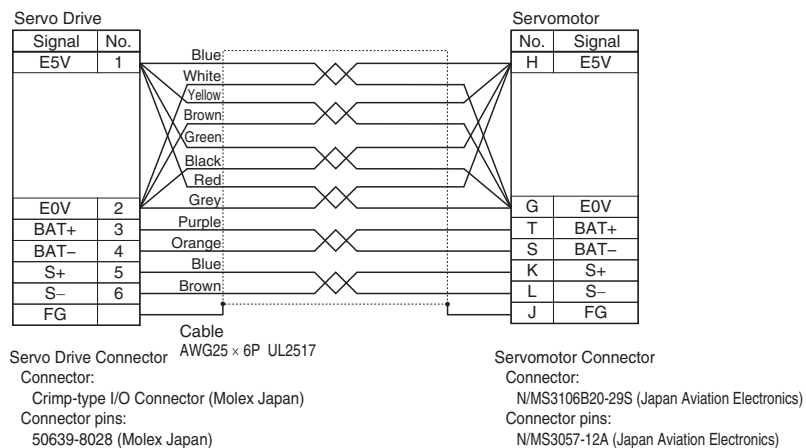 Servo Drive
Servomotor
Signal No.
No. Signal
E5V 1
Blue
H E5V
White
Yellow
Brown
Green
Black
Red
E0V 2
Grey
G E0V
BAT+ 3
Purple
T BAT+
BAT− 4
Orange
S BAT−
S+ 5
Blue
K S+
S− 6
Brown
L S−
FG
J FG
Cable
AWG25 × 6P UL2517
Servo Drive Connector
Connector:
Crimp-type I/O Connector (Molex Japan)
Connector pins:
50639-8028 (Molex Japan)
Servomotor Connector
Connector:
N/MS3106B20-29S (Japan Aviation Electronics)
Connector pins:
N/MS3057-12A (Japan Aviation Electronics)